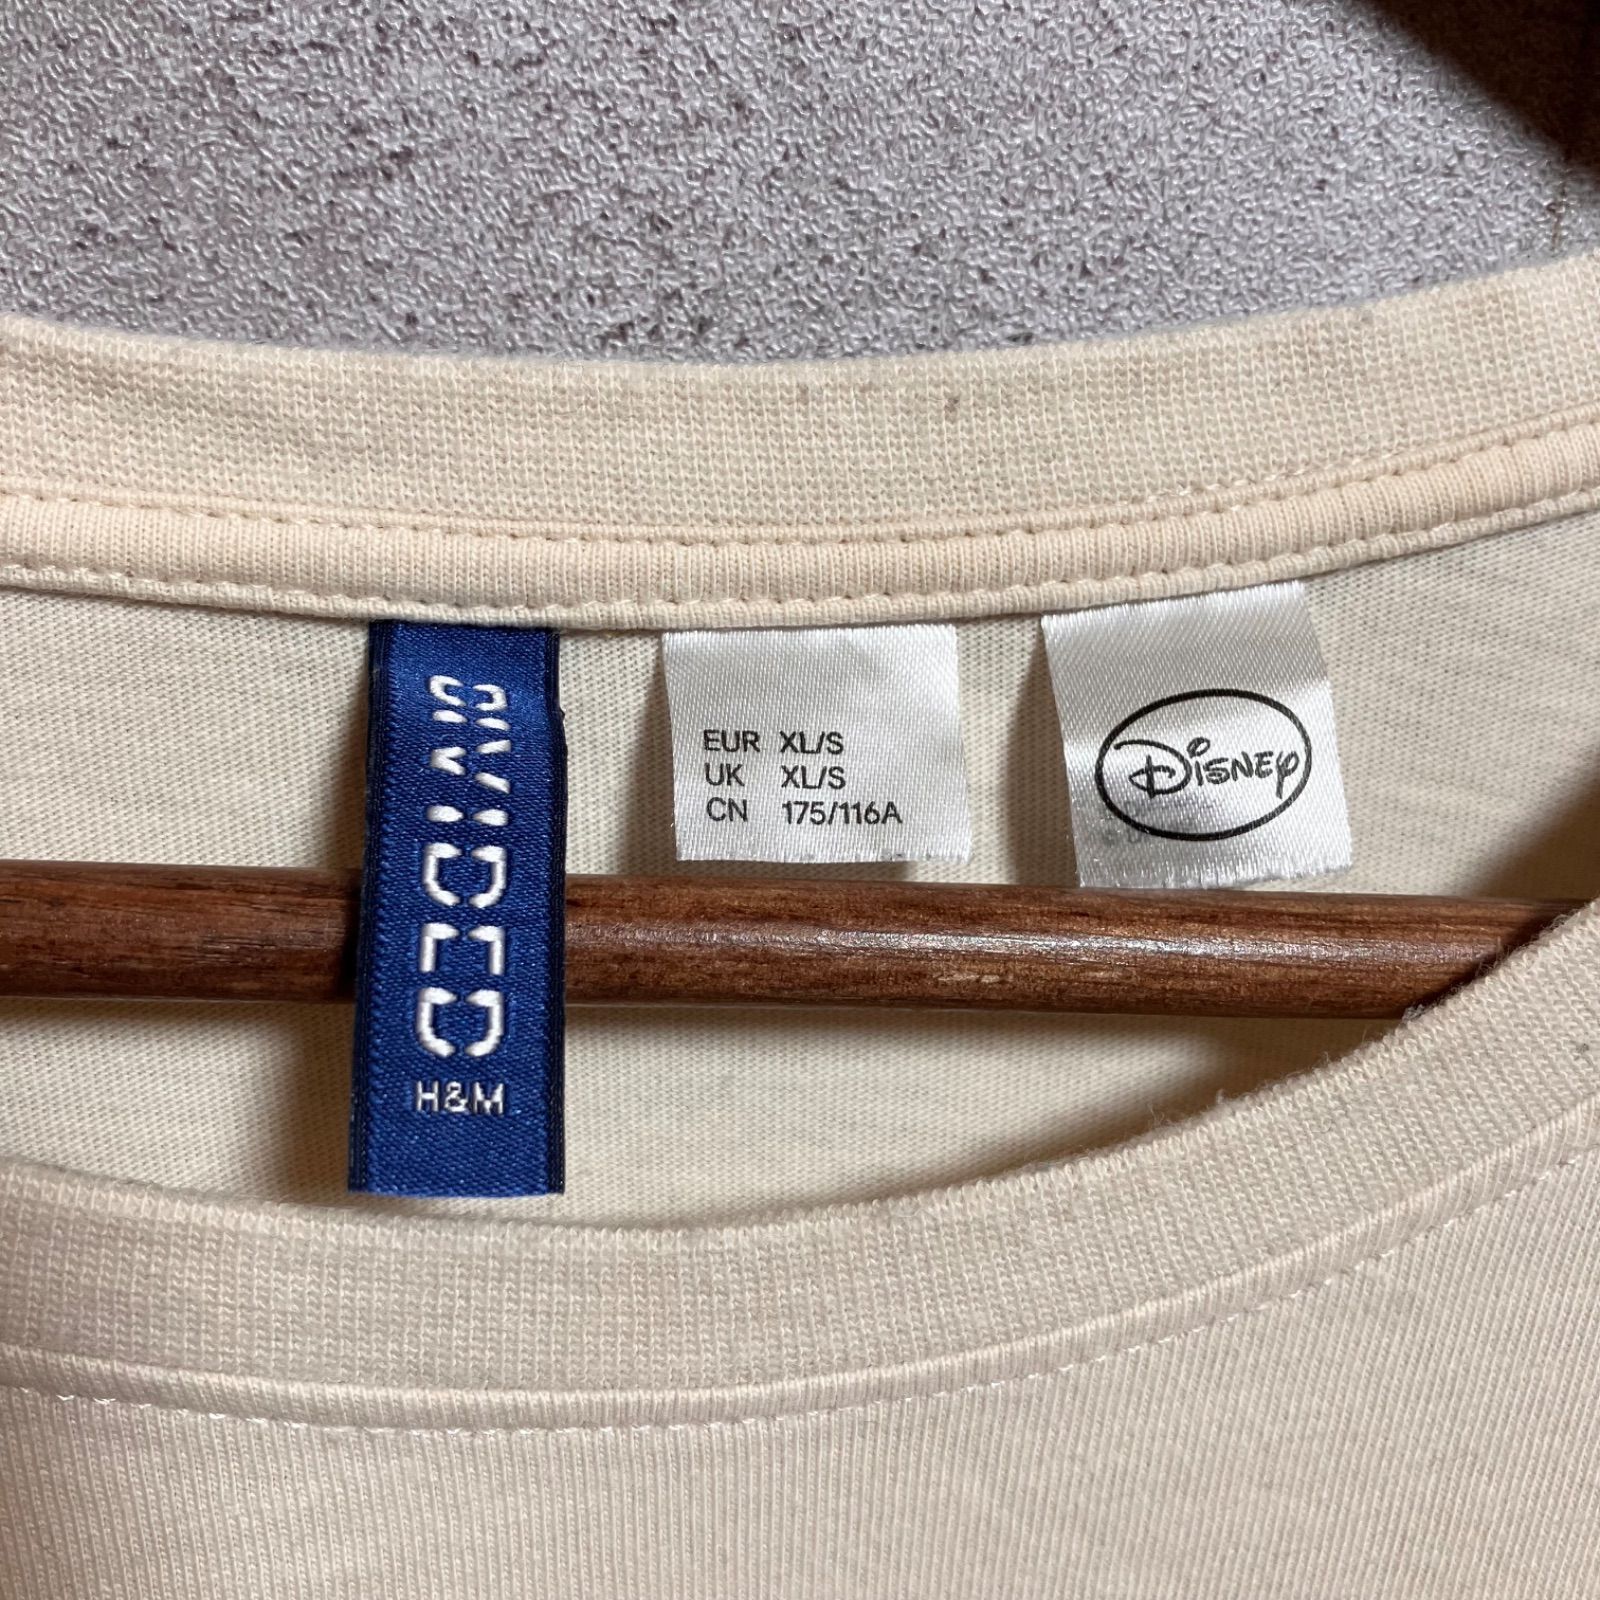 DIVIDED
H&M
EUR XL/S
UK XL/S
CN 175/116A
Disney